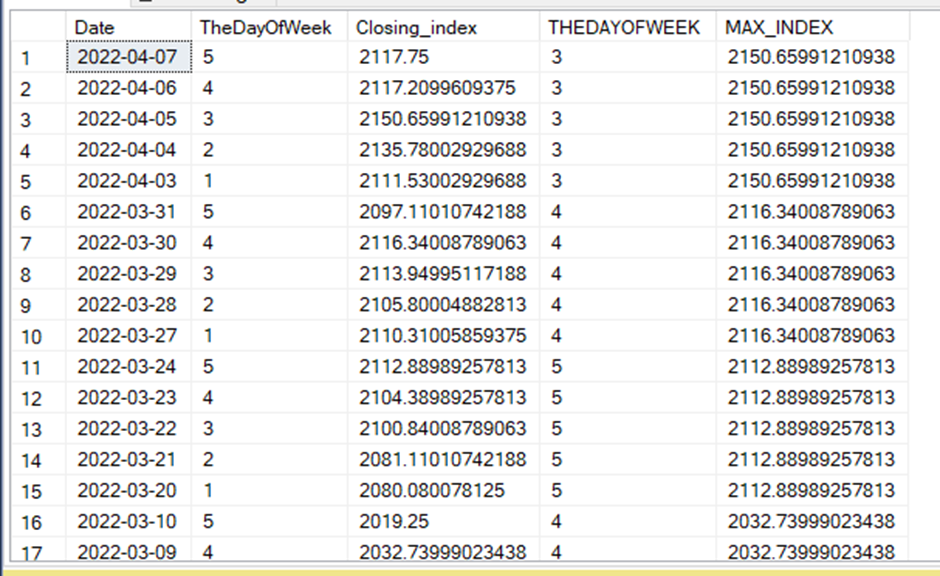 Date TheDayOfWeek Closing_index THEDAYOFWEEK MAX_INDEX
1 2022-04-07 5 2117.75 3 2150.65991210938
2 2022-04-06 4 2117.2099609375 3 2150.65991210938
3 2022-04-05 3 2150.65991210938 3 2150.65991210938
4 2022-04-04 2 2135.78002929688 3 2150.65991210938
5 2022-04-03 1 2111.53002929688 3 2150.65991210938
6 2022-03-31 5 2097.11010742188 4 2116.34008789063
7 2022-03-30 4 2116.34008789063 4 2116.34008789063
8 2022-03-29 3 2113.94995117188 4 2116.34008789063
9 2022-03-28 2 2105.80004882813 4 2116.34008789063
10 2022-03-27 1 2110.31005859375 4 2116.34008789063
11 2022-03-24 5 2112.88989257813 5 2112.88989257813
12 2022-03-23 4 2104.38989257813 5 2112.88989257813
13 2022-03-22 3 2100.84008789063 5 2112.88989257813
14 2022-03-21 2 2081.11010742188 5 2112.88989257813
15 2022-03-20 1 2080.080078125 5 2112.88989257813
16 2022-03-10 5 2019.25 4 2032.73999023438
17 2022-03-09 4 2032.73999023438 4 2032.73999023438